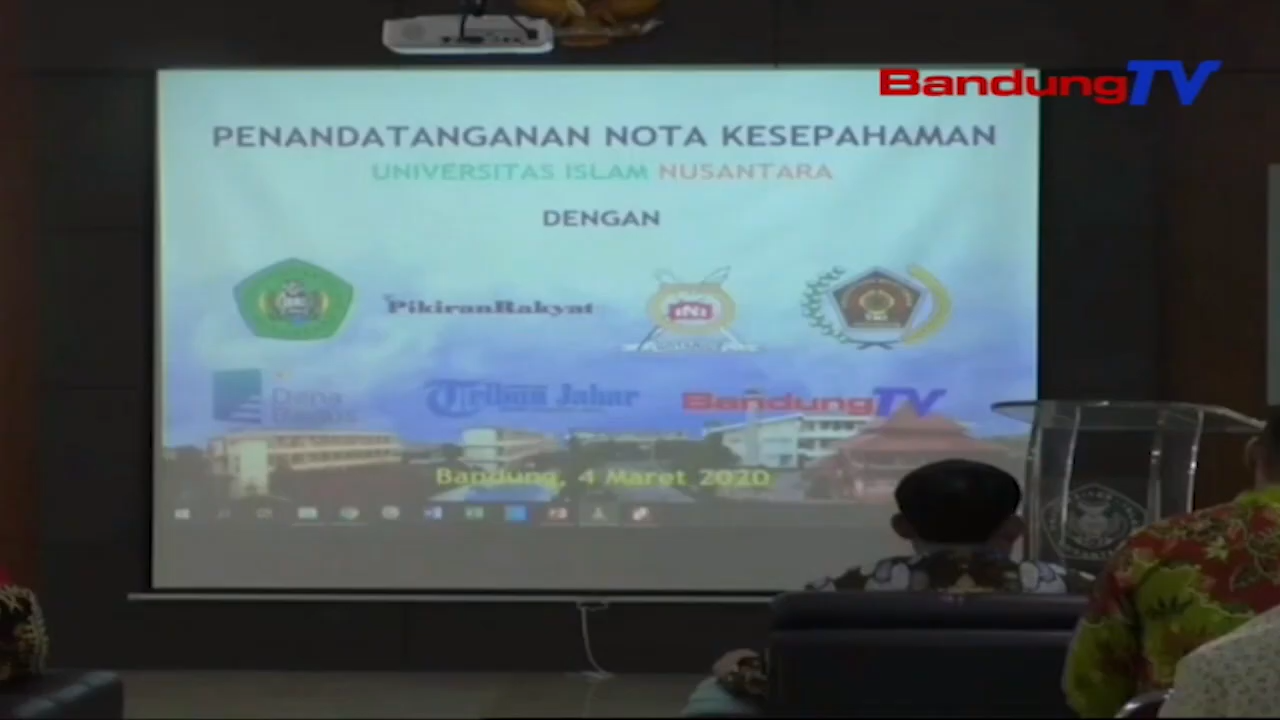 BandungTV
PENANDATANGANAN NOTA KESEPAHAMAN
UNIVERSITAS ISLAM NUSANTARA
DENGAN
PikiranRakyat
Tribun Jabar
BandungTV
Bandung, 4 Maret 2020